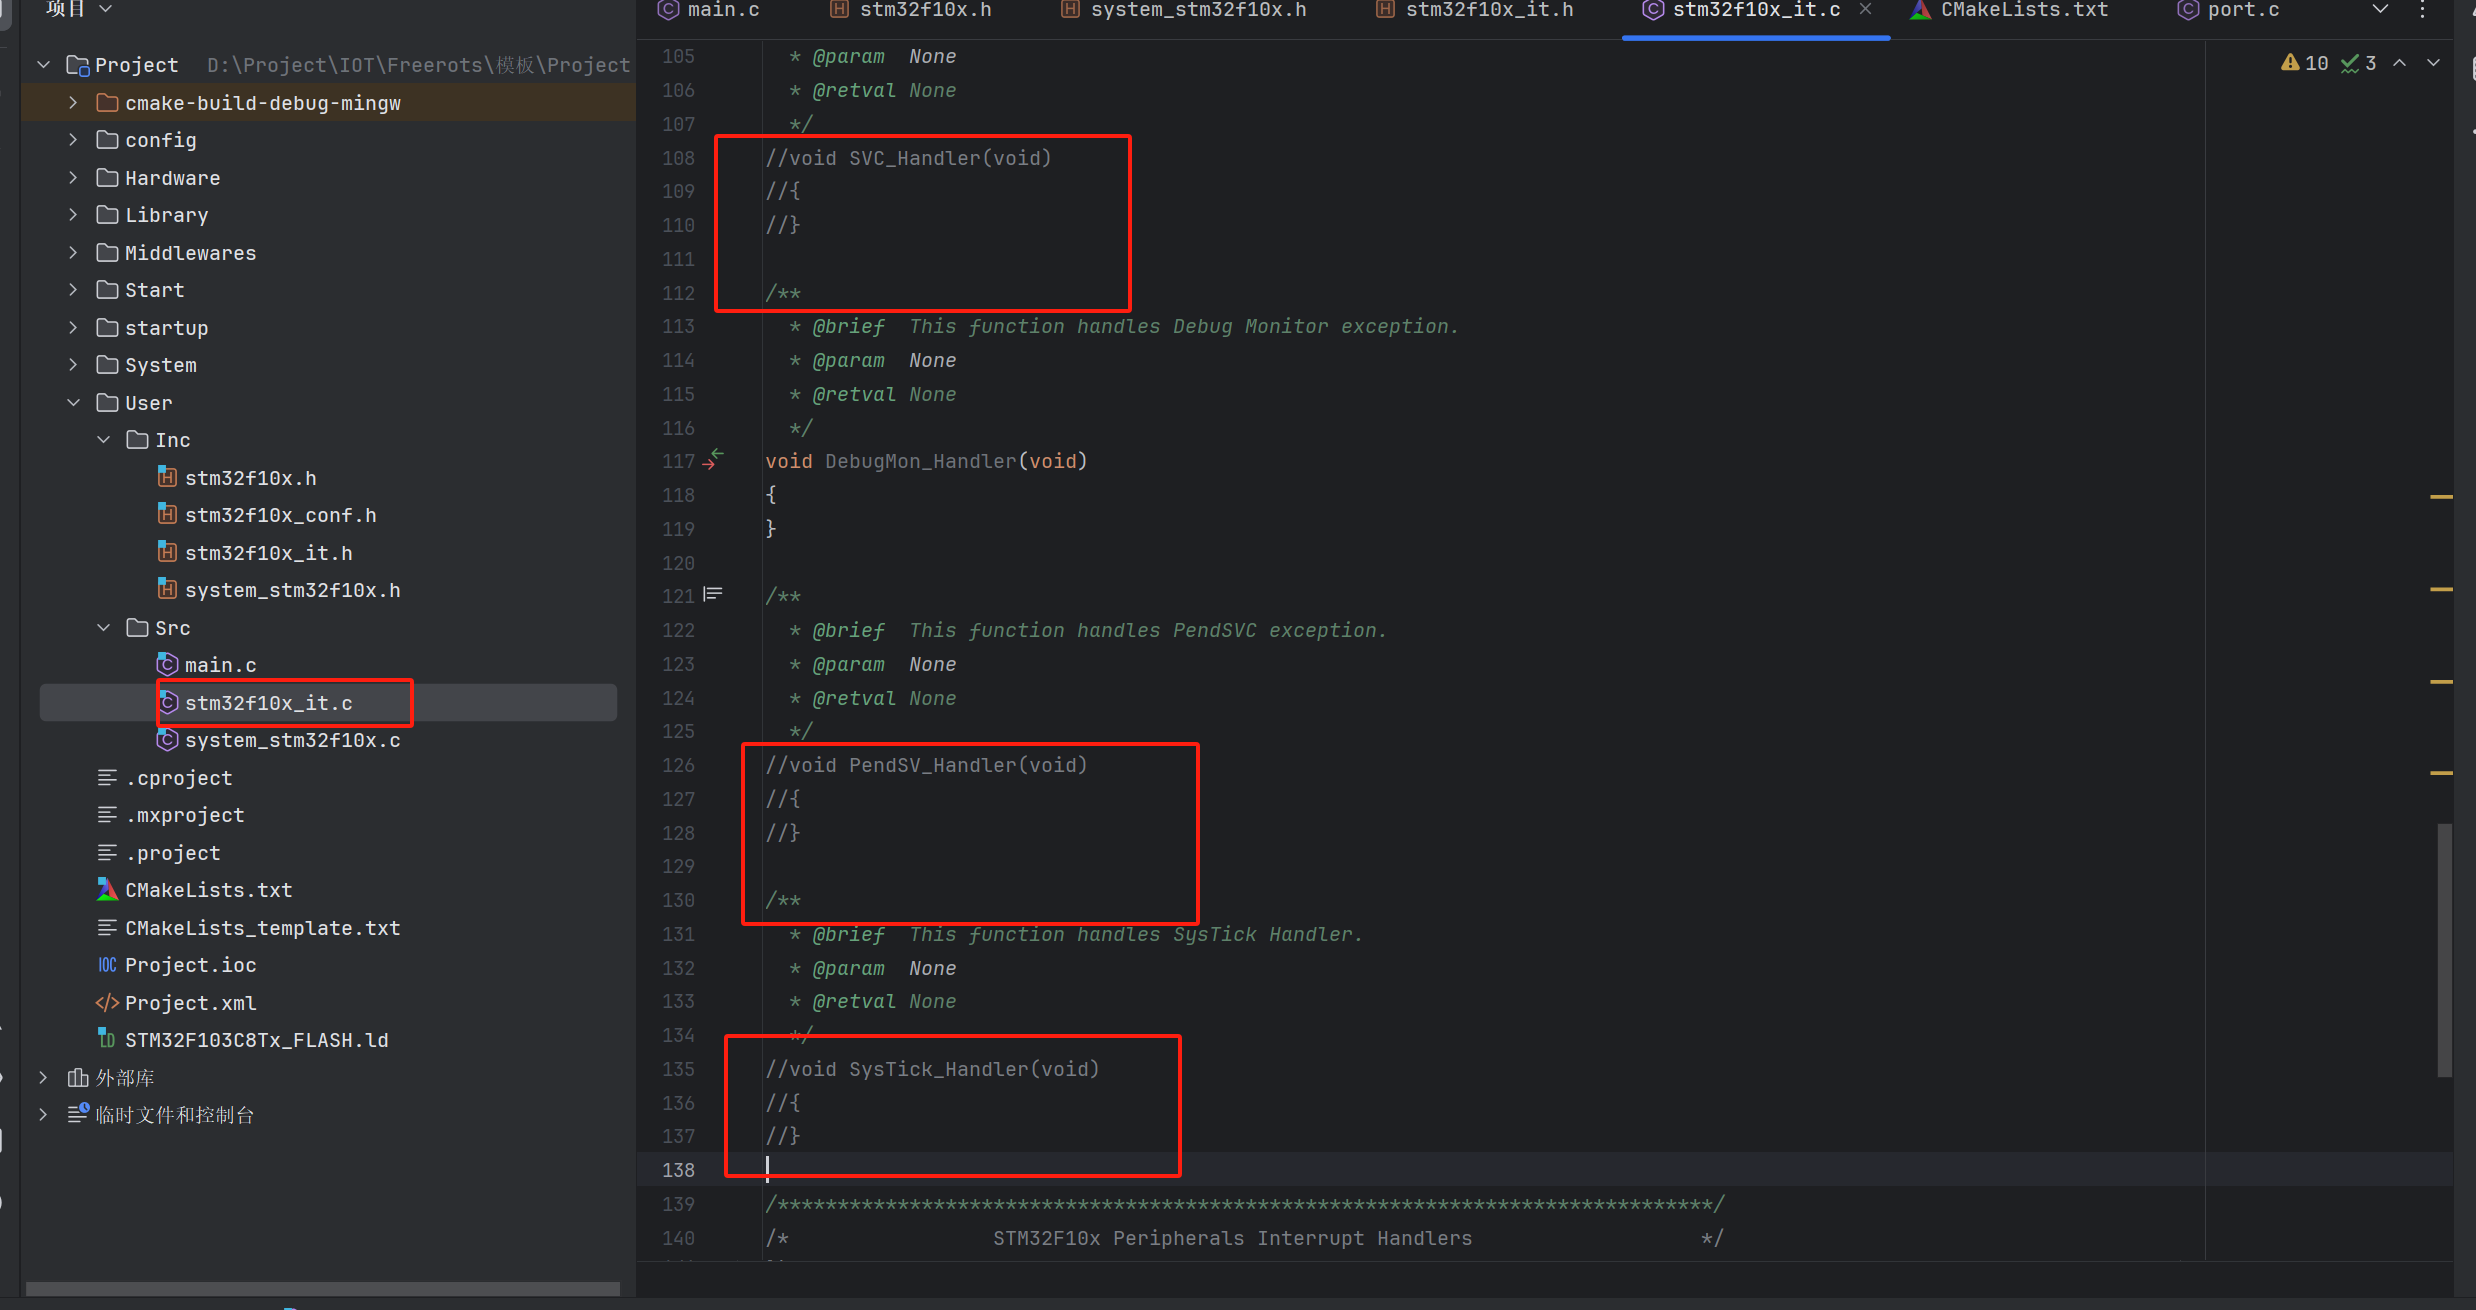 项目
Project D:\Project\IOT\Freerots\模板\Project
cmake-build-debug-mingw
config
Hardware
Library
Middlewares
Start
startup
System
User
Inc
stm32f10x.h
stm32f10x_conf.h
stm32f10x_it.h
system_stm32f10x.h
Src
main.c
stm32f10x_it.c
system_stm32f10x.c
.cproject
.mxproject
.project
CMakeLists.txt
CMakeLists_template.txt
IOC Project.ioc
</> Project.xml
LD STM32F103C8Tx_FLASH.ld
外部库
临时文件和控制台
main.c stm32f10x.h system_stm32f10x.h stm32f10x_it.h stm32f10x_it.c CMakeLists.txt port.c
10 3
105 * @param None
106 * @retval None
107 */
108 //void SVC_Handler(void)
109 //{
110 //}
111
112 /**
113 * @brief This function handles Debug Monitor exception.
114 * @param None
115 * @retval None
116 */
117 void DebugMon_Handler(void)
118 {
119 }
120
121 /**
122 * @brief This function handles PendSVC exception.
123 * @param None
124 * @retval None
125 */
126 //void PendSV_Handler(void)
127 //{
128 //}
129
130 /**
131 * @brief This function handles SysTick Handler.
132 * @param None
133 * @retval None
134 */
135 //void SysTick_Handler(void)
136 //{
137 //}
138
139 /******************************************************************************/
140 /* STM32F10x Peripherals Interrupt Handlers */